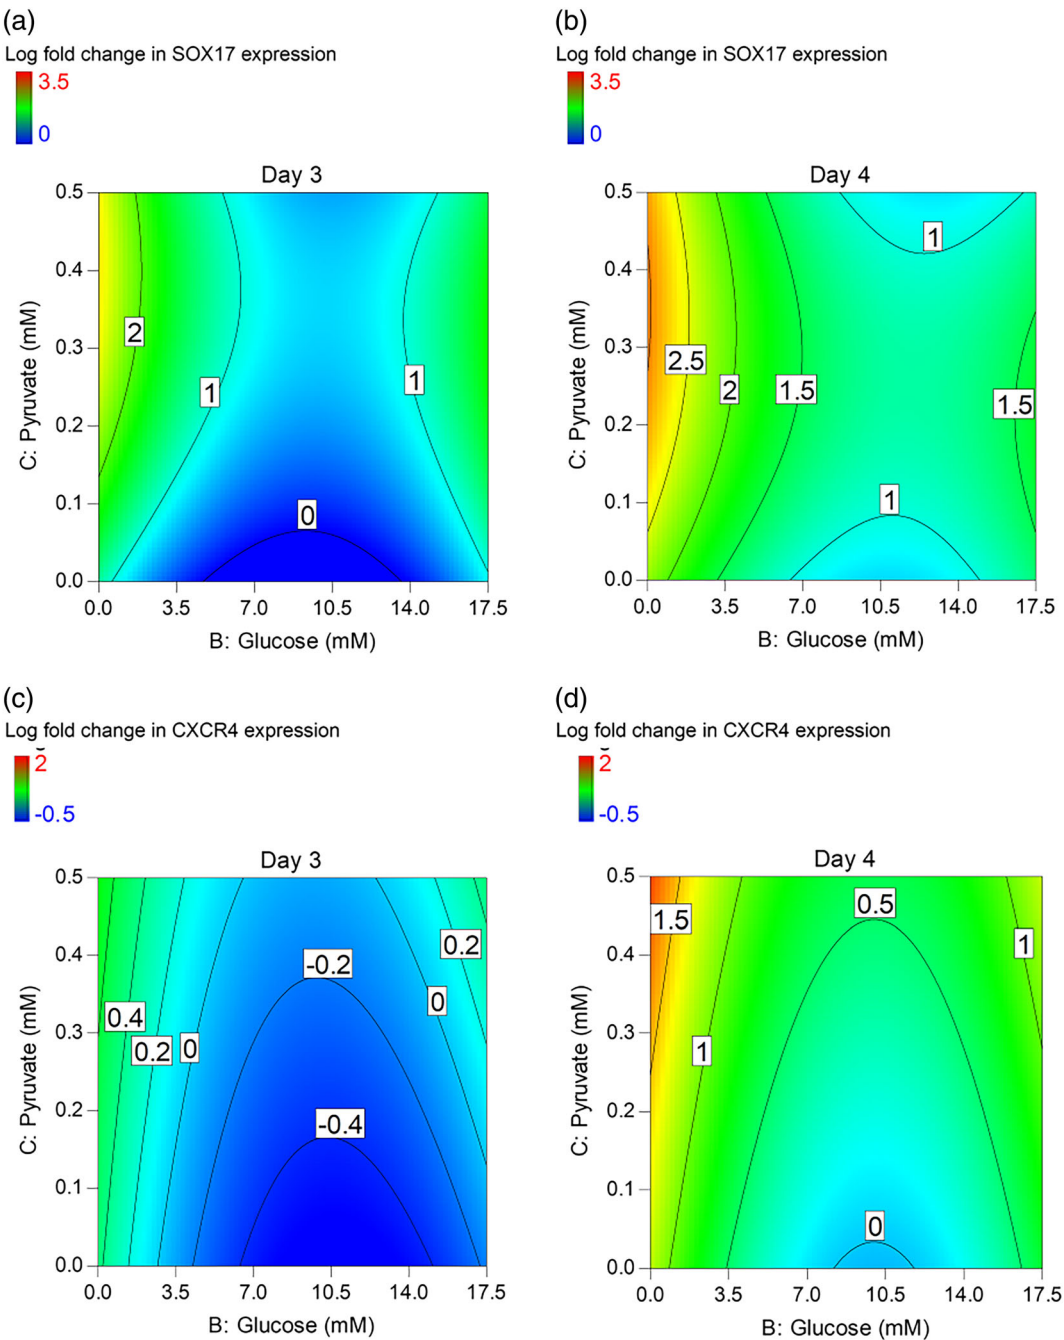 (a)
Log fold change in SOX17 expression
3.5
0
Day 3
0.5
0.4
0.3
0.2
0.1
0.0
C: Pyruvate (mM)
2
1
1
0
0.0 3.5 7.0 10.5 14.0 17.5
B: Glucose (mM)
(b)
Log fold change in SOX17 expression
3.5
0
Day 4
0.5
0.4
0.3
0.2
0.1
0.0
C: Pyruvate (mM)
1
2.5
2
1.5
1.5
1
0.0 3.5 7.0 10.5 14.0 17.5
B: Glucose (mM)
(c)
Log fold change in CXCR4 expression
2
-0.5
Day 3
0.5
0.4
0.3
0.2
0.1
0.0
C: Pyruvate (mM)
0.2
-0.2
0
0.4
0.2
0
-0.4
0.0 3.5 7.0 10.5 14.0 17.5
B: Glucose (mM)
(d)
Log fold change in CXCR4 expression
2
-0.5
Day 4
0.5
0.4
0.3
0.2
0.1
0.0
C: Pyruvate (mM)
0.5
1.5
1
1
0
0.0 3.5 7.0 10.5 14.0 17.5
B: Glucose (mM)